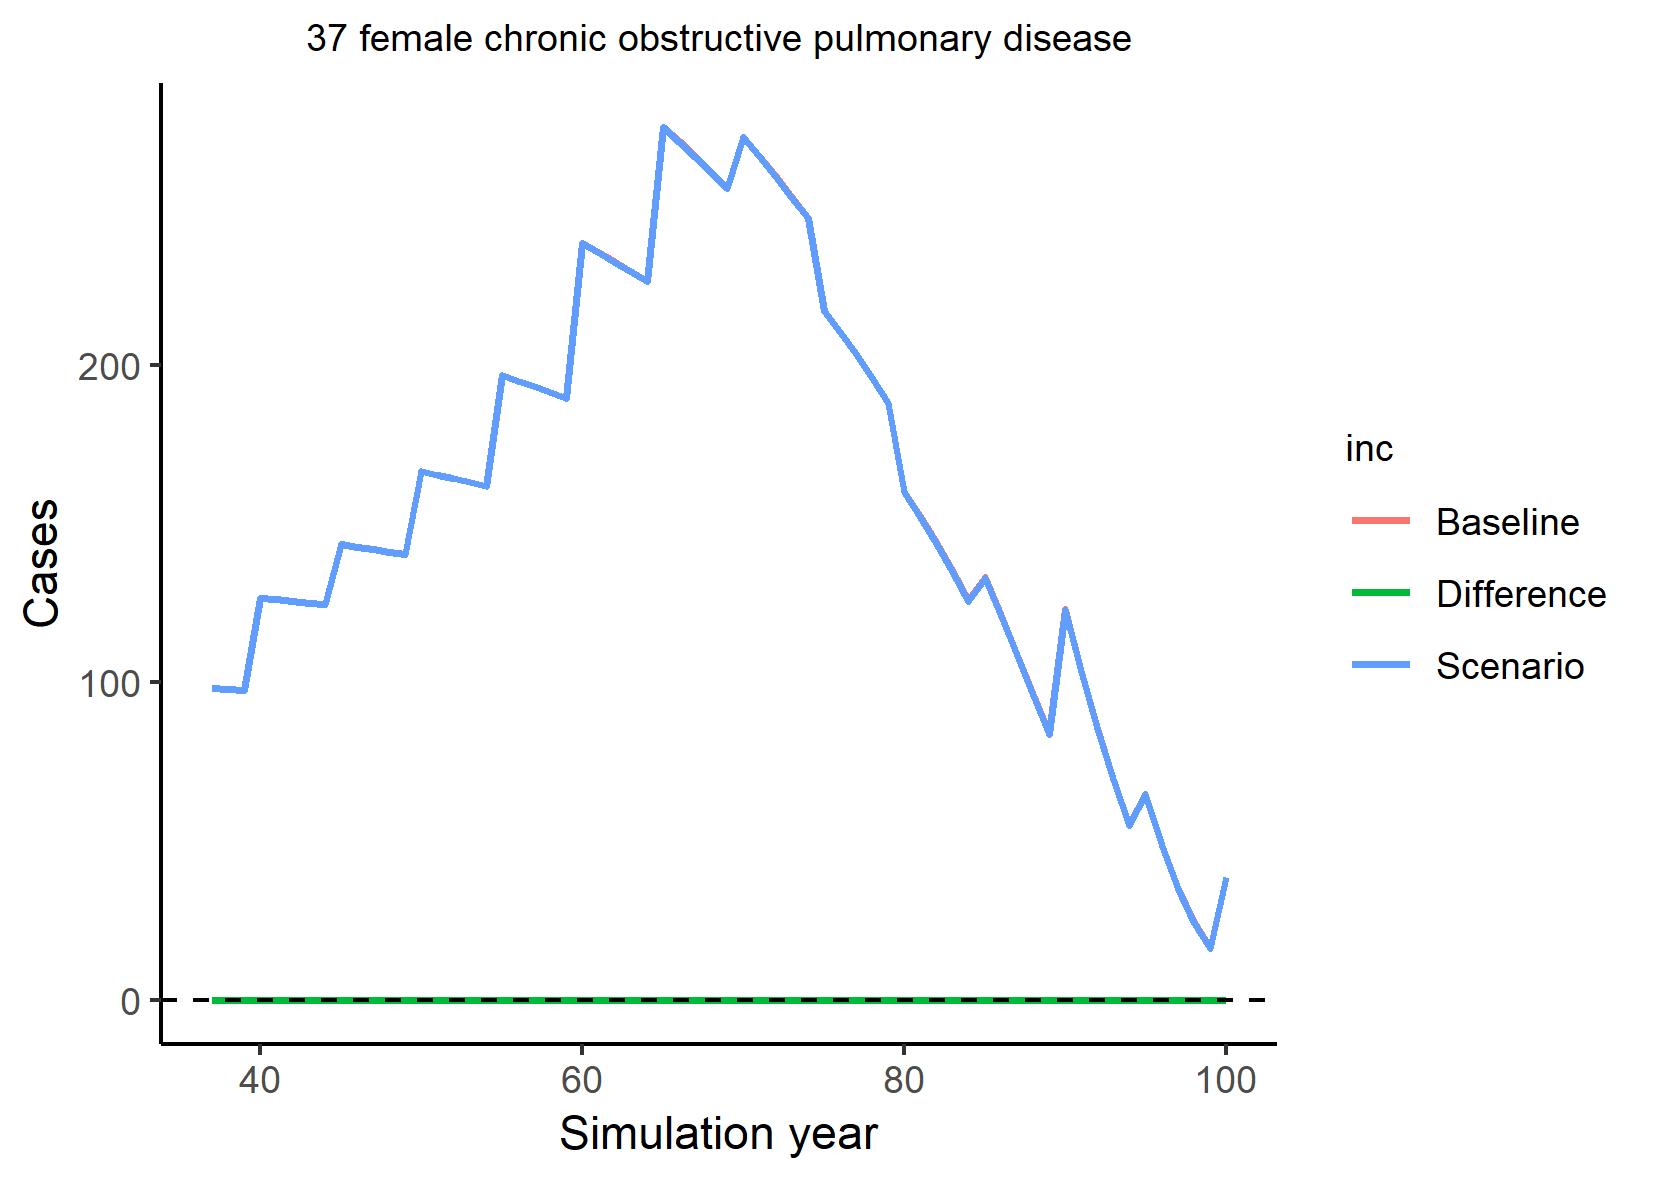 37 female chronic obstructive pulmonary disease
Cases
200
100
0
40 60 80 100
Simulation year
inc
Baseline
Difference
Scenario